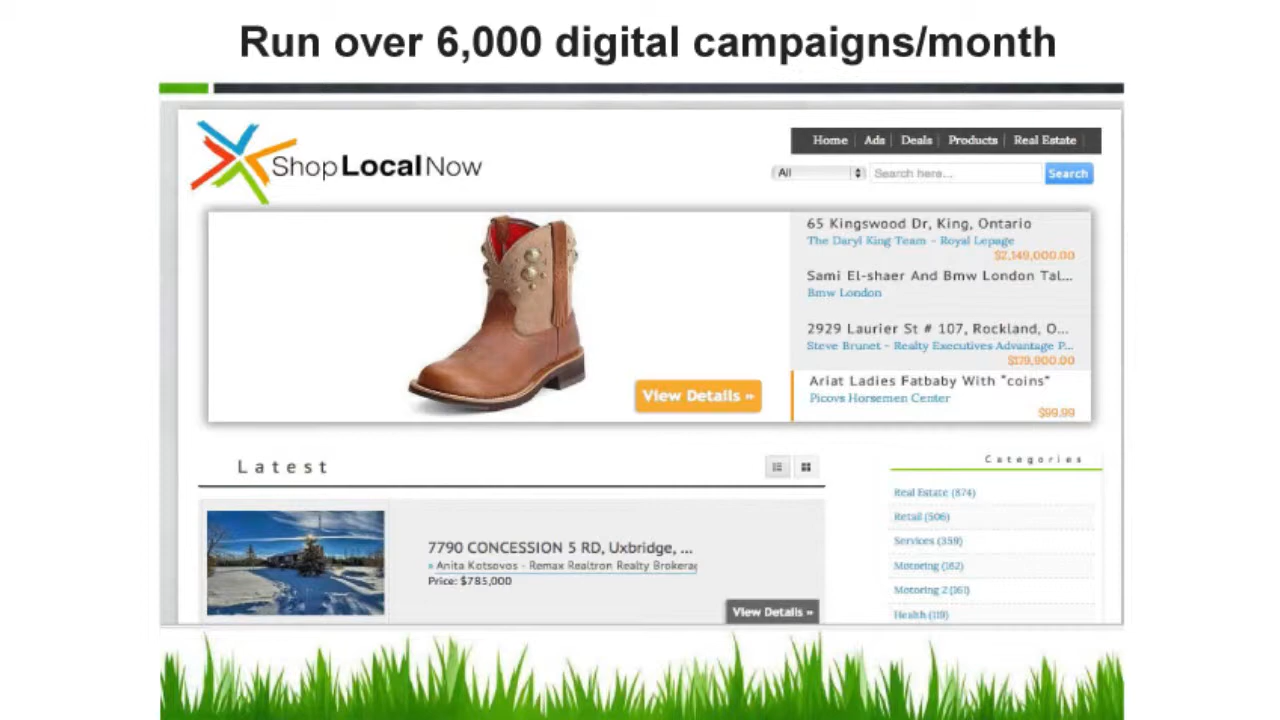 Run over 6,000 digital campaigns/month
Shop Local Now
Home Ads Deals Products Real Estate
All Search here... Search
65 Kingswood Dr, King, Ontario
The Daryl King Team - Royal Lepage
$2,149,000.00
Sami El-shaer And Bmw London Tal...
Bmw London
2929 Laurier St # 107, Rockland, O...
Steve Brunet - Realty Executives Advantage P...
$179,900.00
Ariat Ladies Fatbaby With "coins"
Picovs Horsemen Center
$99.99
View Details »
Latest
Categories
Real Estate (874)
Retail (506)
Services (359)
Motoring (162)
Motoring 2 (161)
Health (119)
7790 CONCESSION 5 RD, Uxbridge, ...
» Anita Kotsovos - Remax Realtron Realty Brokerag
Price: $785,000
View Details »